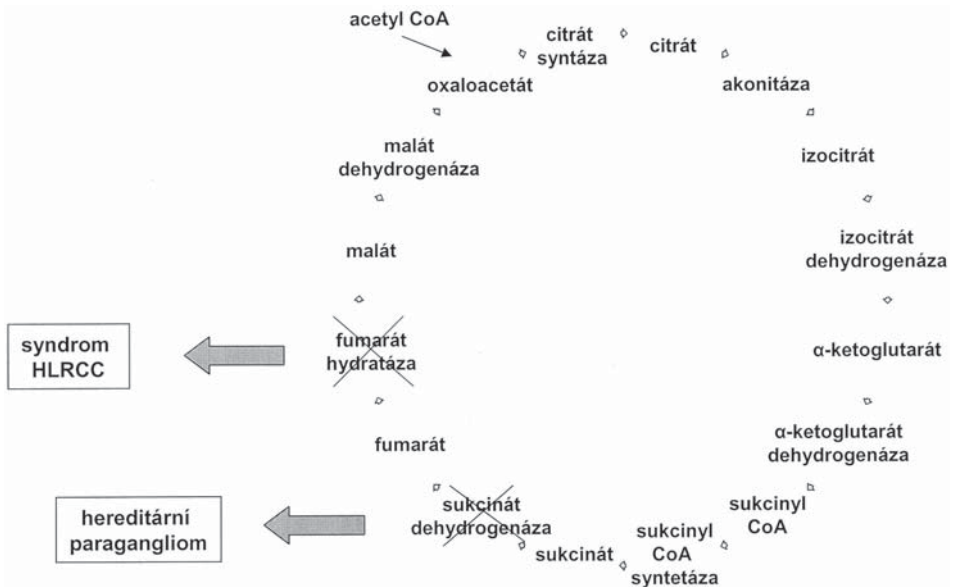 acetyl CoA
oxaloacetát
citrát
syntáza
citrát
akonitáza
izocitrát
izocitrát
dehydrogenáza
α-ketoglutarát
α-ketoglutarát
dehydrogenáza
sukcinyl
CoA
sukcinyl
CoA
syntetáza
sukcinát
sukcinát
dehydrogenáza
hereditární
paragangliom
fumarát
fumarát
hydratáza
syndrom
HLRCC
malát
malát
dehydrogenáza